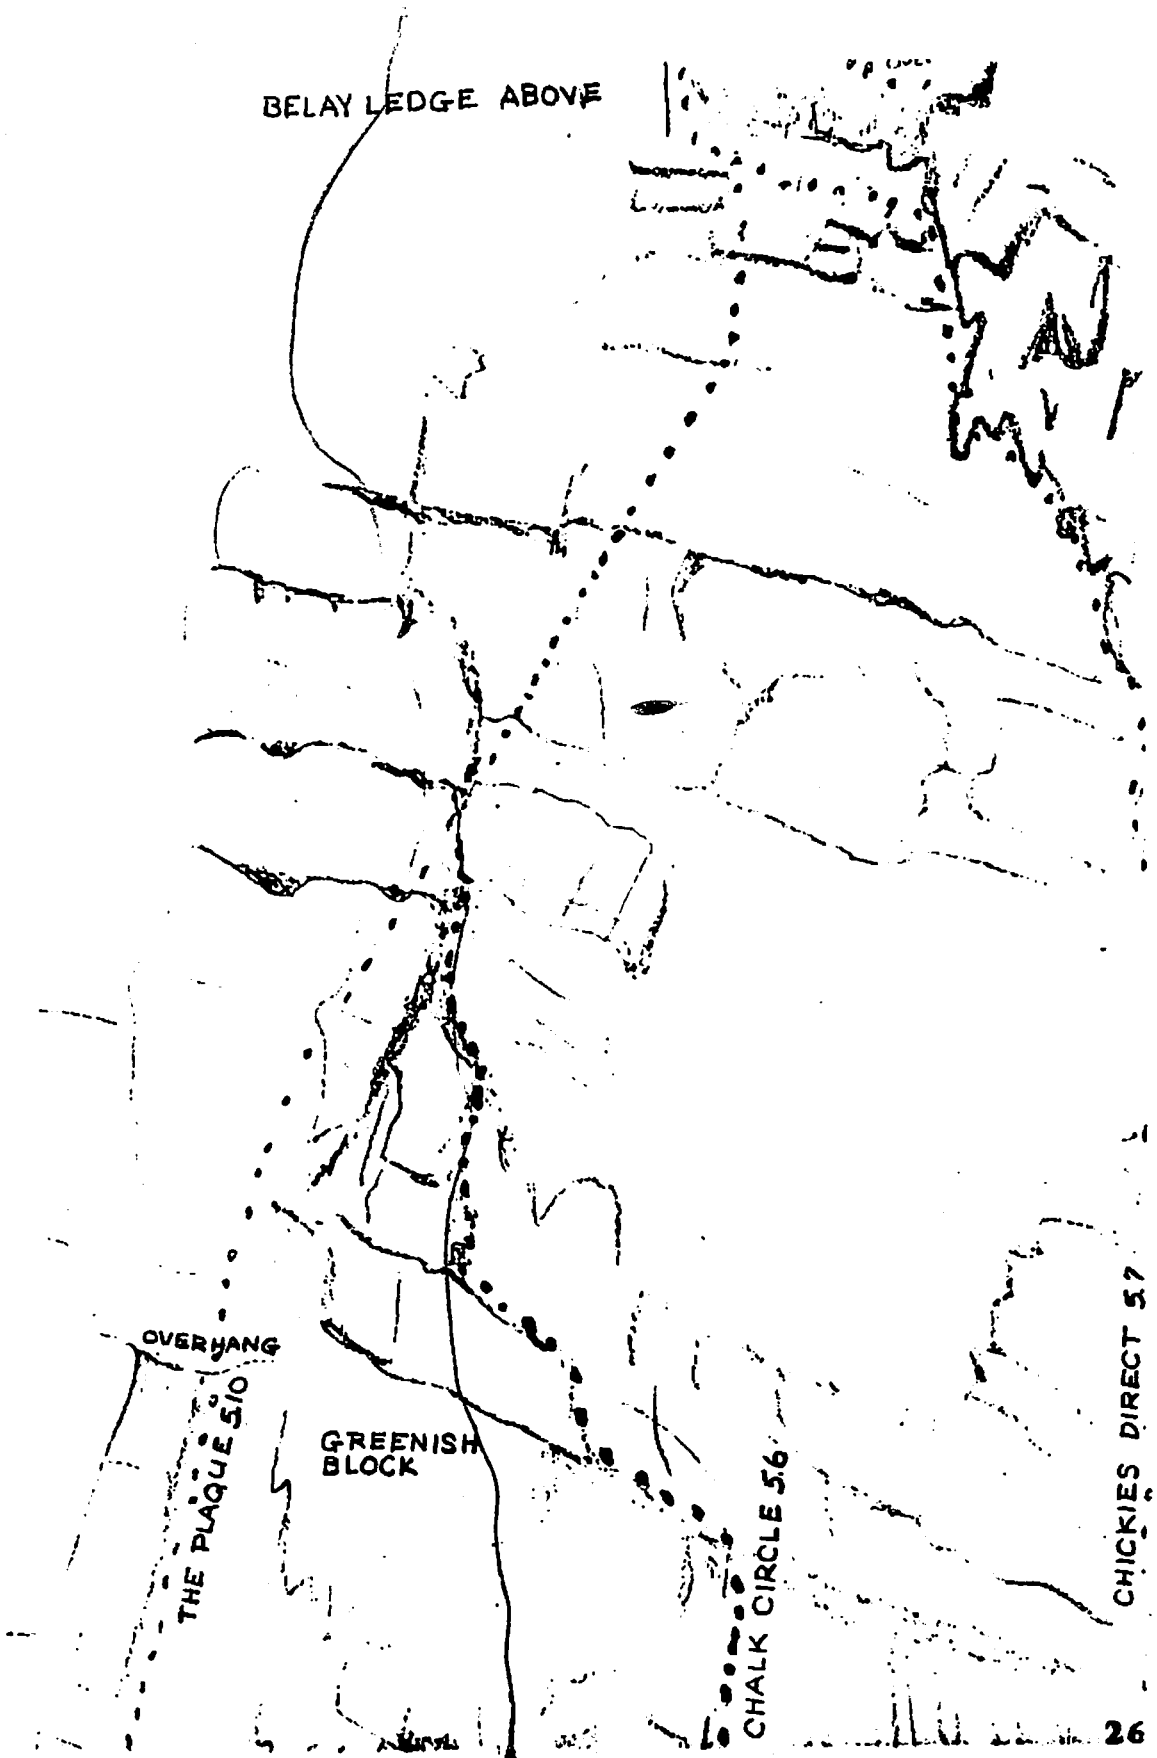 BELAY LEDGE ABOVE
OVERHANG
THE PLAQUE 5.10
GREENISH
BLOCK
CHALK CIRCLE 5.6
CHICKIES DIRECT 5.7
26